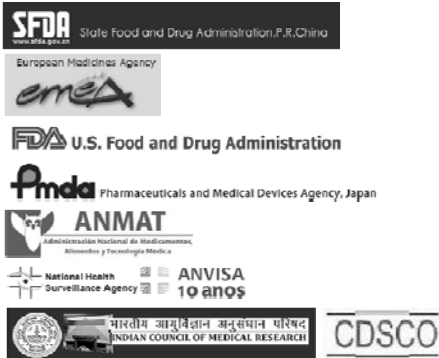 SFDA
www.sfda.gov.cn
State Food and Drug Administration,P.R.China
European Medicines Agency
emeA
FDA U.S. Food and Drug Administration
Pmda Pharmaceuticals and Medical Devices Agency, Japan
ANMAT
Administración Nacional de Medicamentos,
Alimentos y Tecnología Médica
National Health
Surveillance Agency
ANVISA
10 anos
भारतीय आयुर्विज्ञान अनुसंधान परिषद
INDIAN COUNCIL OF MEDICAL RESEARCH
CDSCO